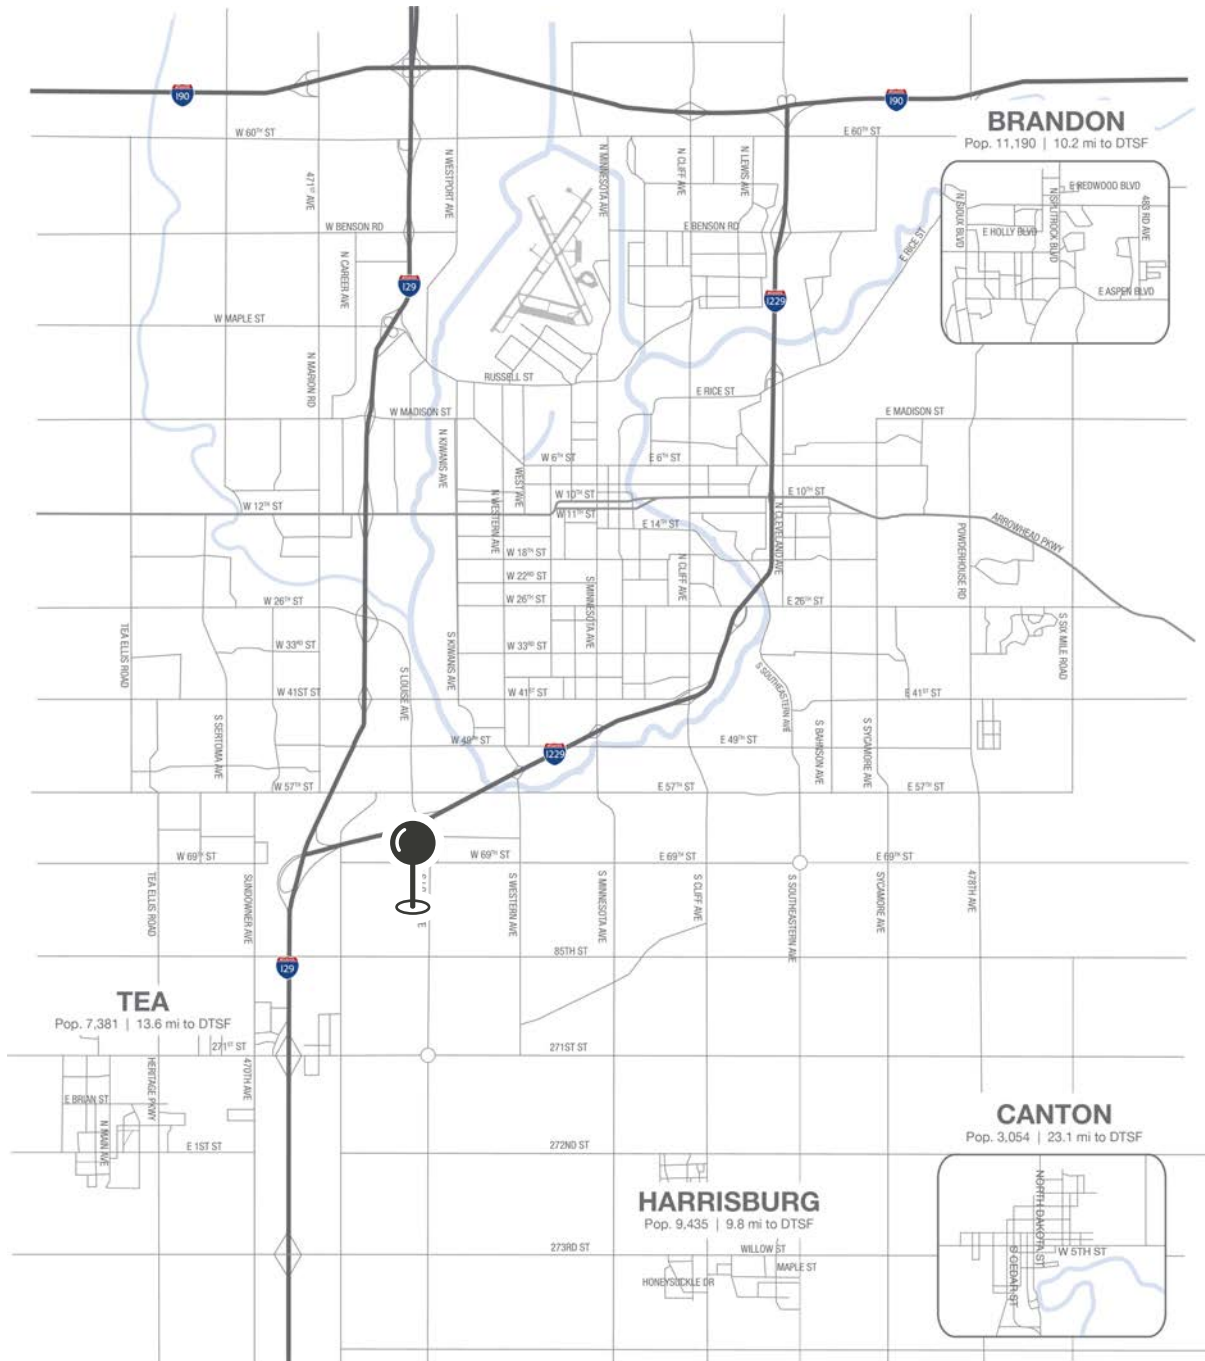 I90
I90
BRANDON
Pop. 11,190 | 10.2 mi to DTSF
W 60TH ST
E 60TH ST
N WESTPORT AVE
N MINNESOTA AVE
N CLIFF AVE
N LEWIS AVE
471ST AVE
E REDWOOD BLVD
N SIOUX BLVD
N SPLITROCK BLVD
483 RD AVE
W BENSON RD
E BENSON RD
E HOLLY BLVD
E RICE ST
N CAREER AVE
I29
I229
E ASPEN BLVD
W MAPLE ST
N MARION RD
RUSSELL ST
E RICE ST
W MADISON ST
E MADISON ST
N KIWANIS AVE
W 6TH ST
E 6TH ST
WEST AVE
N WESTERN AVE
W 10TH ST
E 10TH ST
W 12TH ST
W 11TH ST
E 14TH ST
N CLEVELAND AVE
POWDERHOUSE RD
ARROWHEAD PKWY
W 18TH ST
N CLIFF AVE
W 22ND ST
S MINNESOTA AVE
W 26TH ST
W 26TH ST
E 26TH ST
TEA ELLIS ROAD
W 33RD ST
S KIWANIS AVE
W 33RD ST
S SIX MILE ROAD
S LOUISE AVE
S SOUTHEASTERN AVE
W 41ST ST
W 41ST ST
E 41ST ST
S SERTOMA AVE
S BAHNSON AVE
S SYCAMORE AVE
W 49TH ST
E 49TH ST
I229
W 57TH ST
E 57TH ST
E 57TH ST
W 69TH ST
W 69TH ST
E 69TH ST
E 69TH ST
TEA ELLIS ROAD
SUNDOWNER AVE
E
S WESTERN AVE
S MINNESOTA AVE
S CLIFF AVE
S SOUTHEASTERN AVE
SYCAMORE AVE
478TH AVE
85TH ST
I29
TEA
Pop. 7,381 | 13.6 mi to DTSF
271ST ST
271ST ST
HERITAGE PKWY
470TH AVE
E BRIAN ST
N MAIN AVE
E 1ST ST
272ND ST
CANTON
Pop. 3,054 | 23.1 mi to DTSF
HARRISBURG
Pop. 9,435 | 9.8 mi to DTSF
NORTH DAKOTA ST
273RD ST
WILLOW ST
W 5TH ST
S CEDAR ST
MAPLE ST
HONEYSUCKLE DR